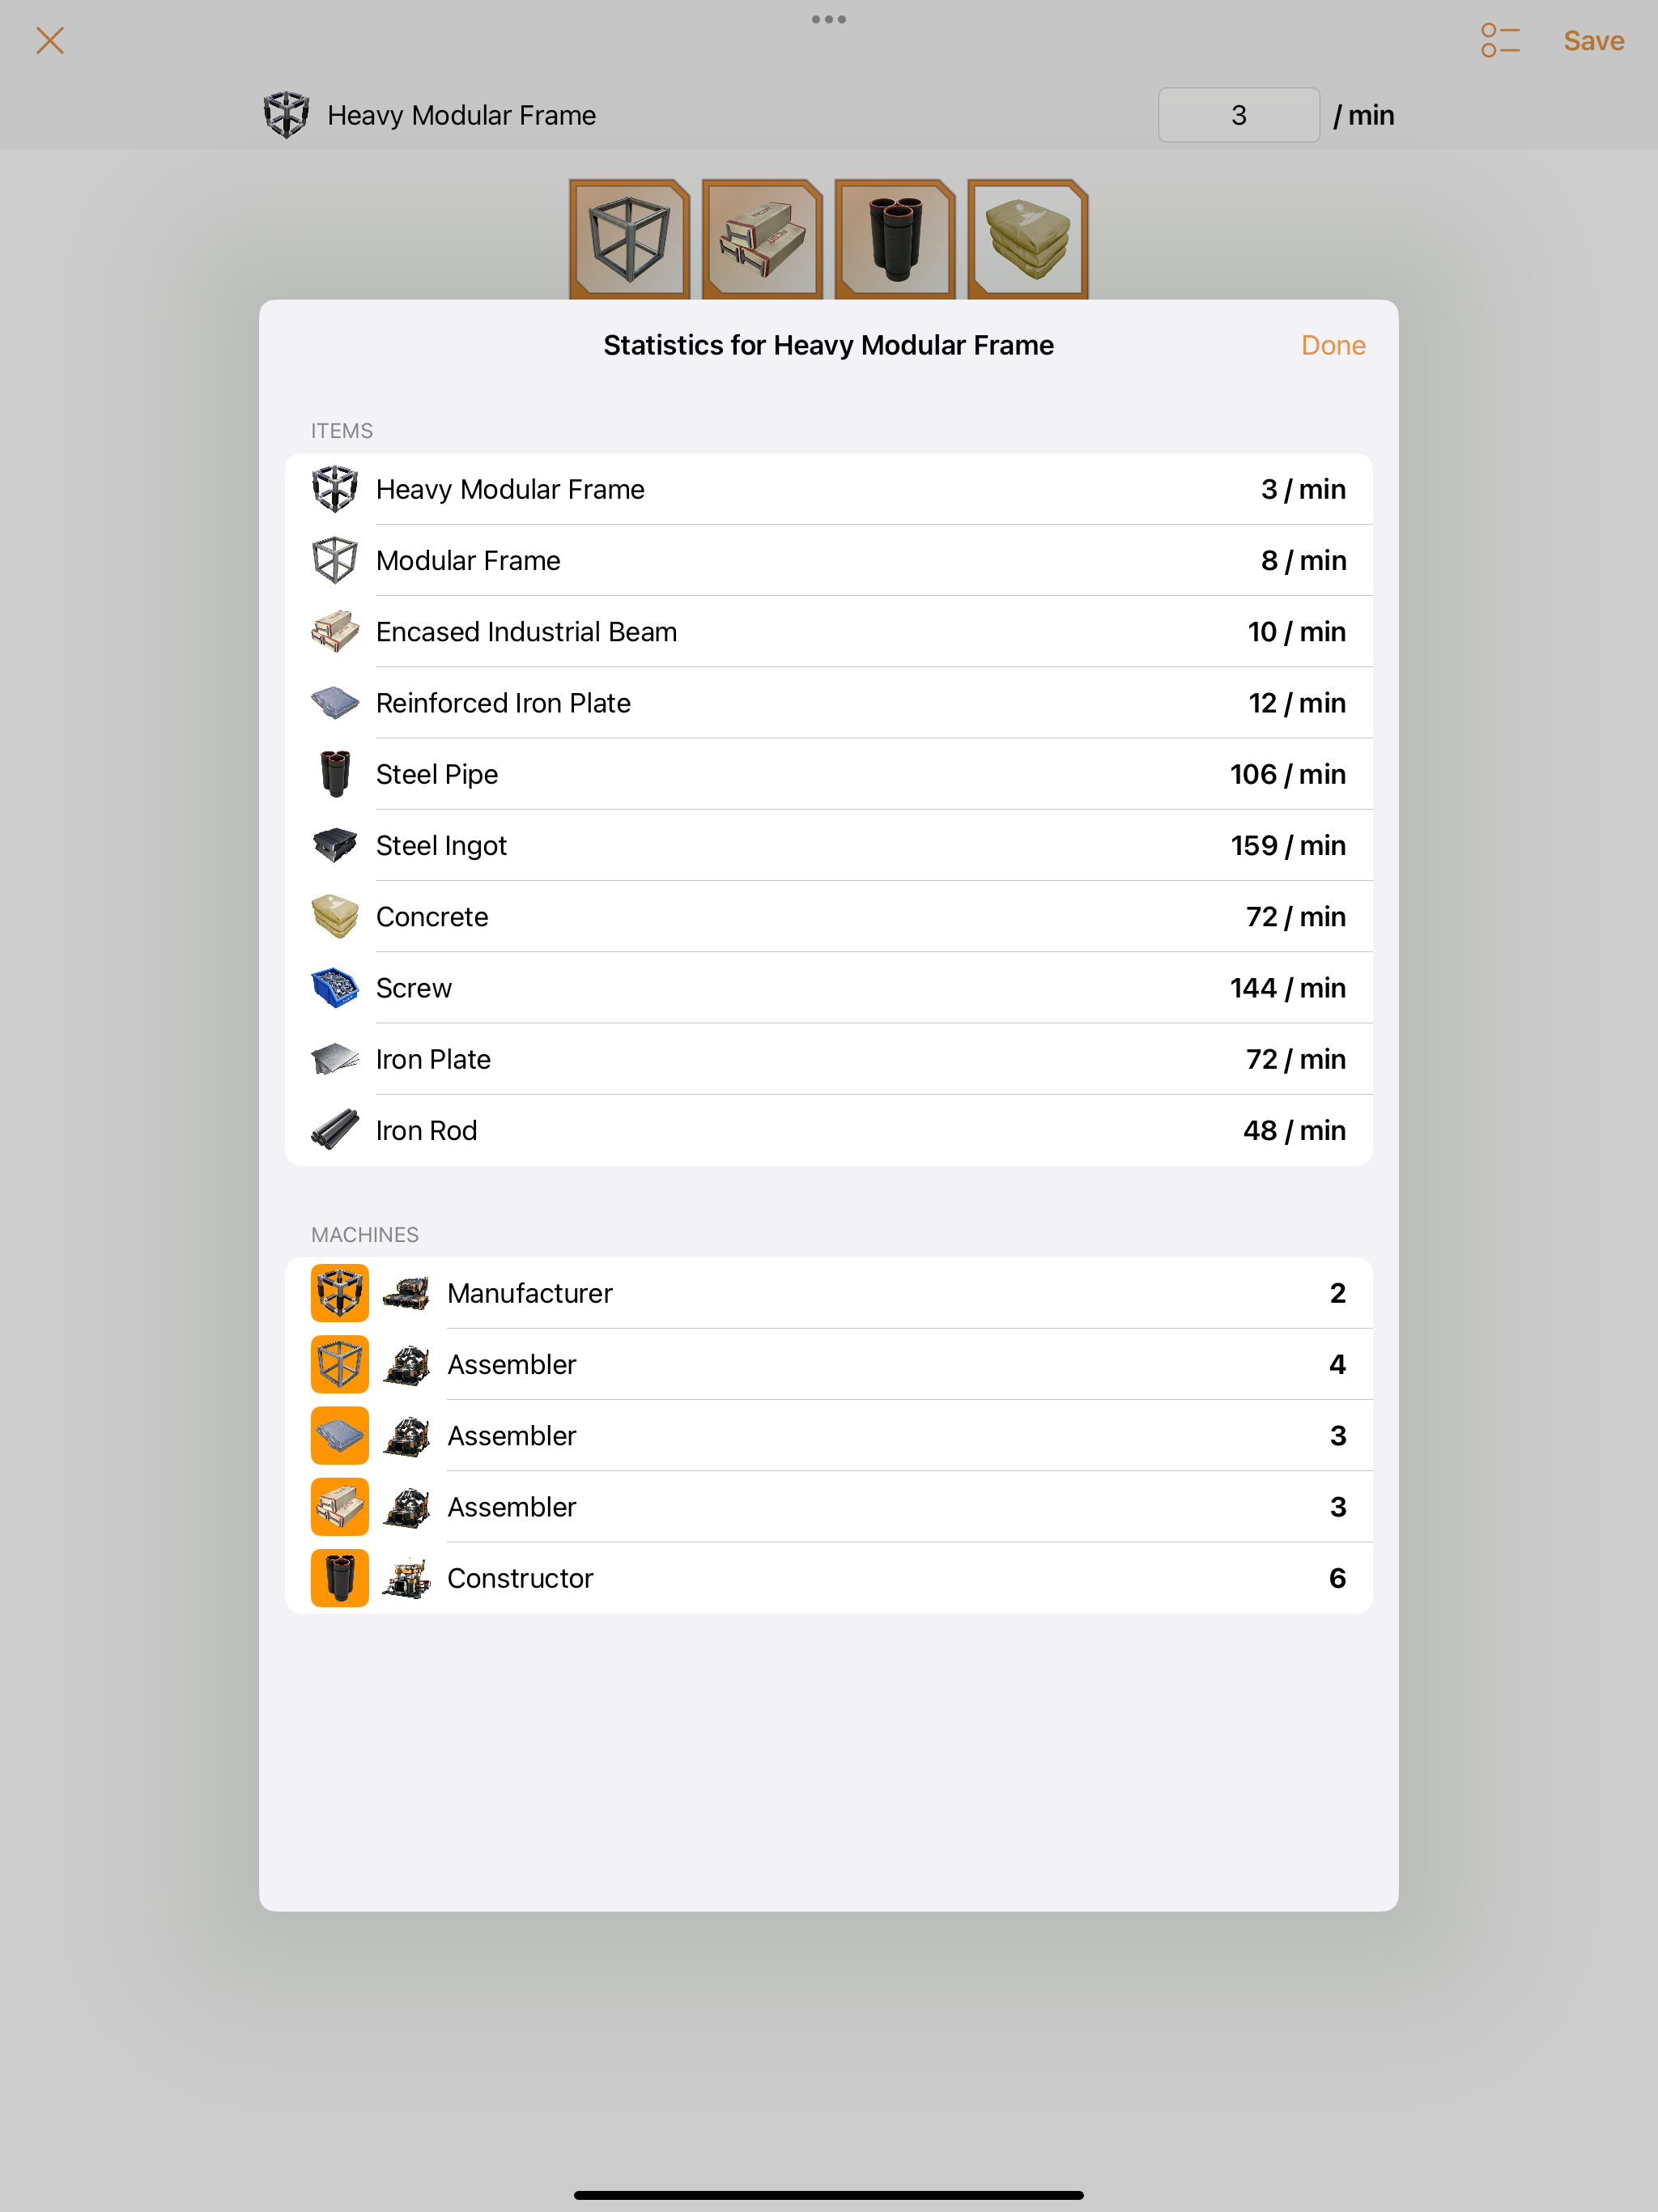 Save
Heavy Modular Frame 3 / min
Statistics for Heavy Modular Frame Done
ITEMS
Heavy Modular Frame 3 / min
Modular Frame 8 / min
Encased Industrial Beam 10 / min
Reinforced Iron Plate 12 / min
Steel Pipe 106 / min
Steel Ingot 159 / min
Concrete 72 / min
Screw 144 / min
Iron Plate 72 / min
Iron Rod 48 / min
MACHINES
Manufacturer 2
Assembler 4
Assembler 3
Assembler 3
Constructor 6